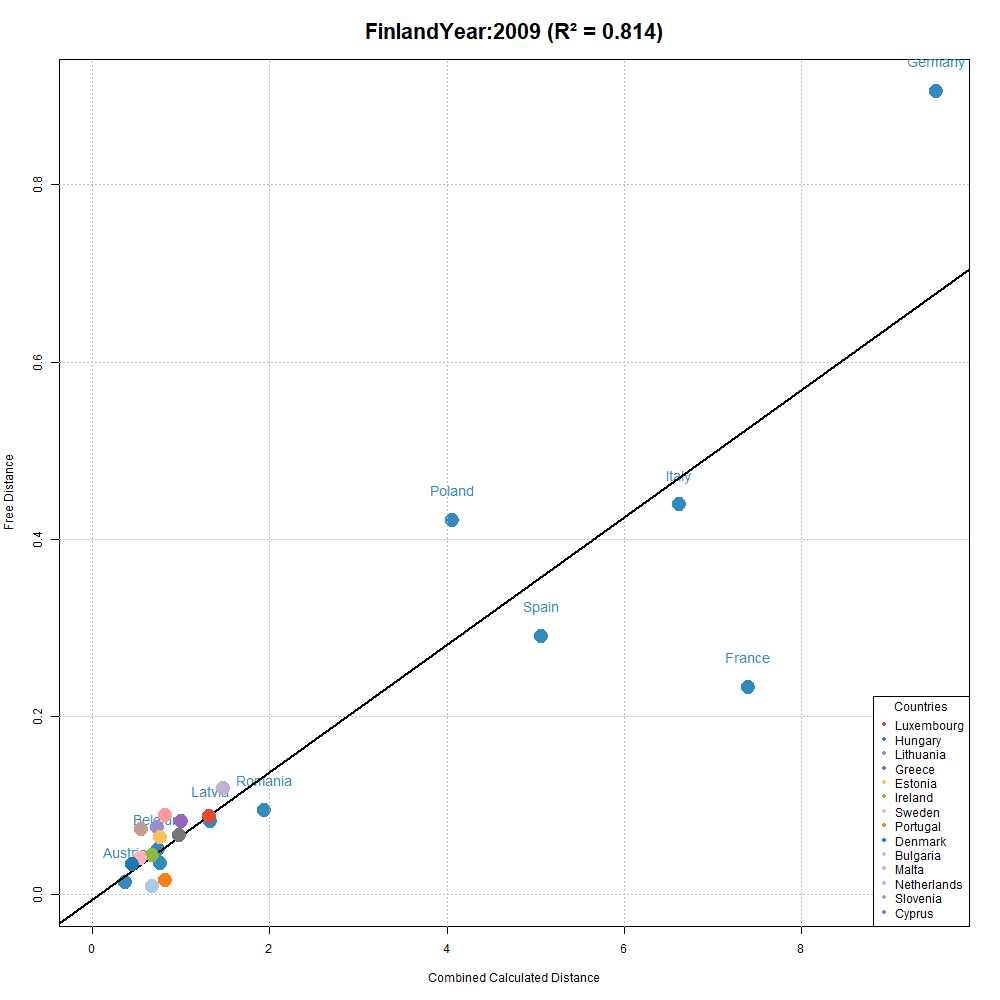 FinlandYear:2009 (R² = 0.814)
Germany
0.8
0.6
Poland
Italy
Free Distance
0.4
Spain
France
0.2
Romania
Latvia
Belgium
Austria
0.0
Countries
Luxembourg
Hungary
Lithuania
Greece
Estonia
Ireland
Sweden
Portugal
Denmark
Bulgaria
Malta
Netherlands
Slovenia
Cyprus
0 2 4 6 8
Combined Calculated Distance